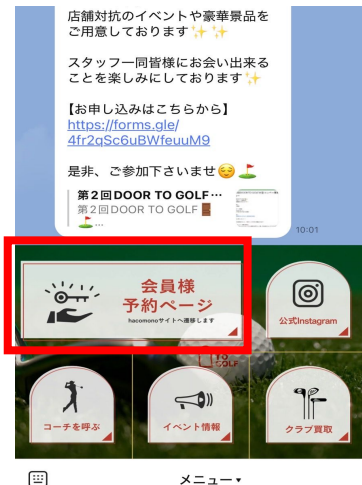 店舗対抗のイベントや豪華景品を
ご用意しております✨✨
スタッフ一同皆様にお会い出来る
ことを楽しみにしております✨
【お申し込みはこちらから】
https://forms.gle/
4fr2qSc6uBWfeuuM9
是非、ご参加下さいませ😌⛳
第２回DOOR TO GOLF…
第２回DOOR TO GOLF🚪
⛳…
10:01
会員様
予約ページ
hacomonoサイトへ遷移します
公式Instagram
TO
GOLF
コーチを呼ぶ
イベント情報
クラブ買取
メニュー▼